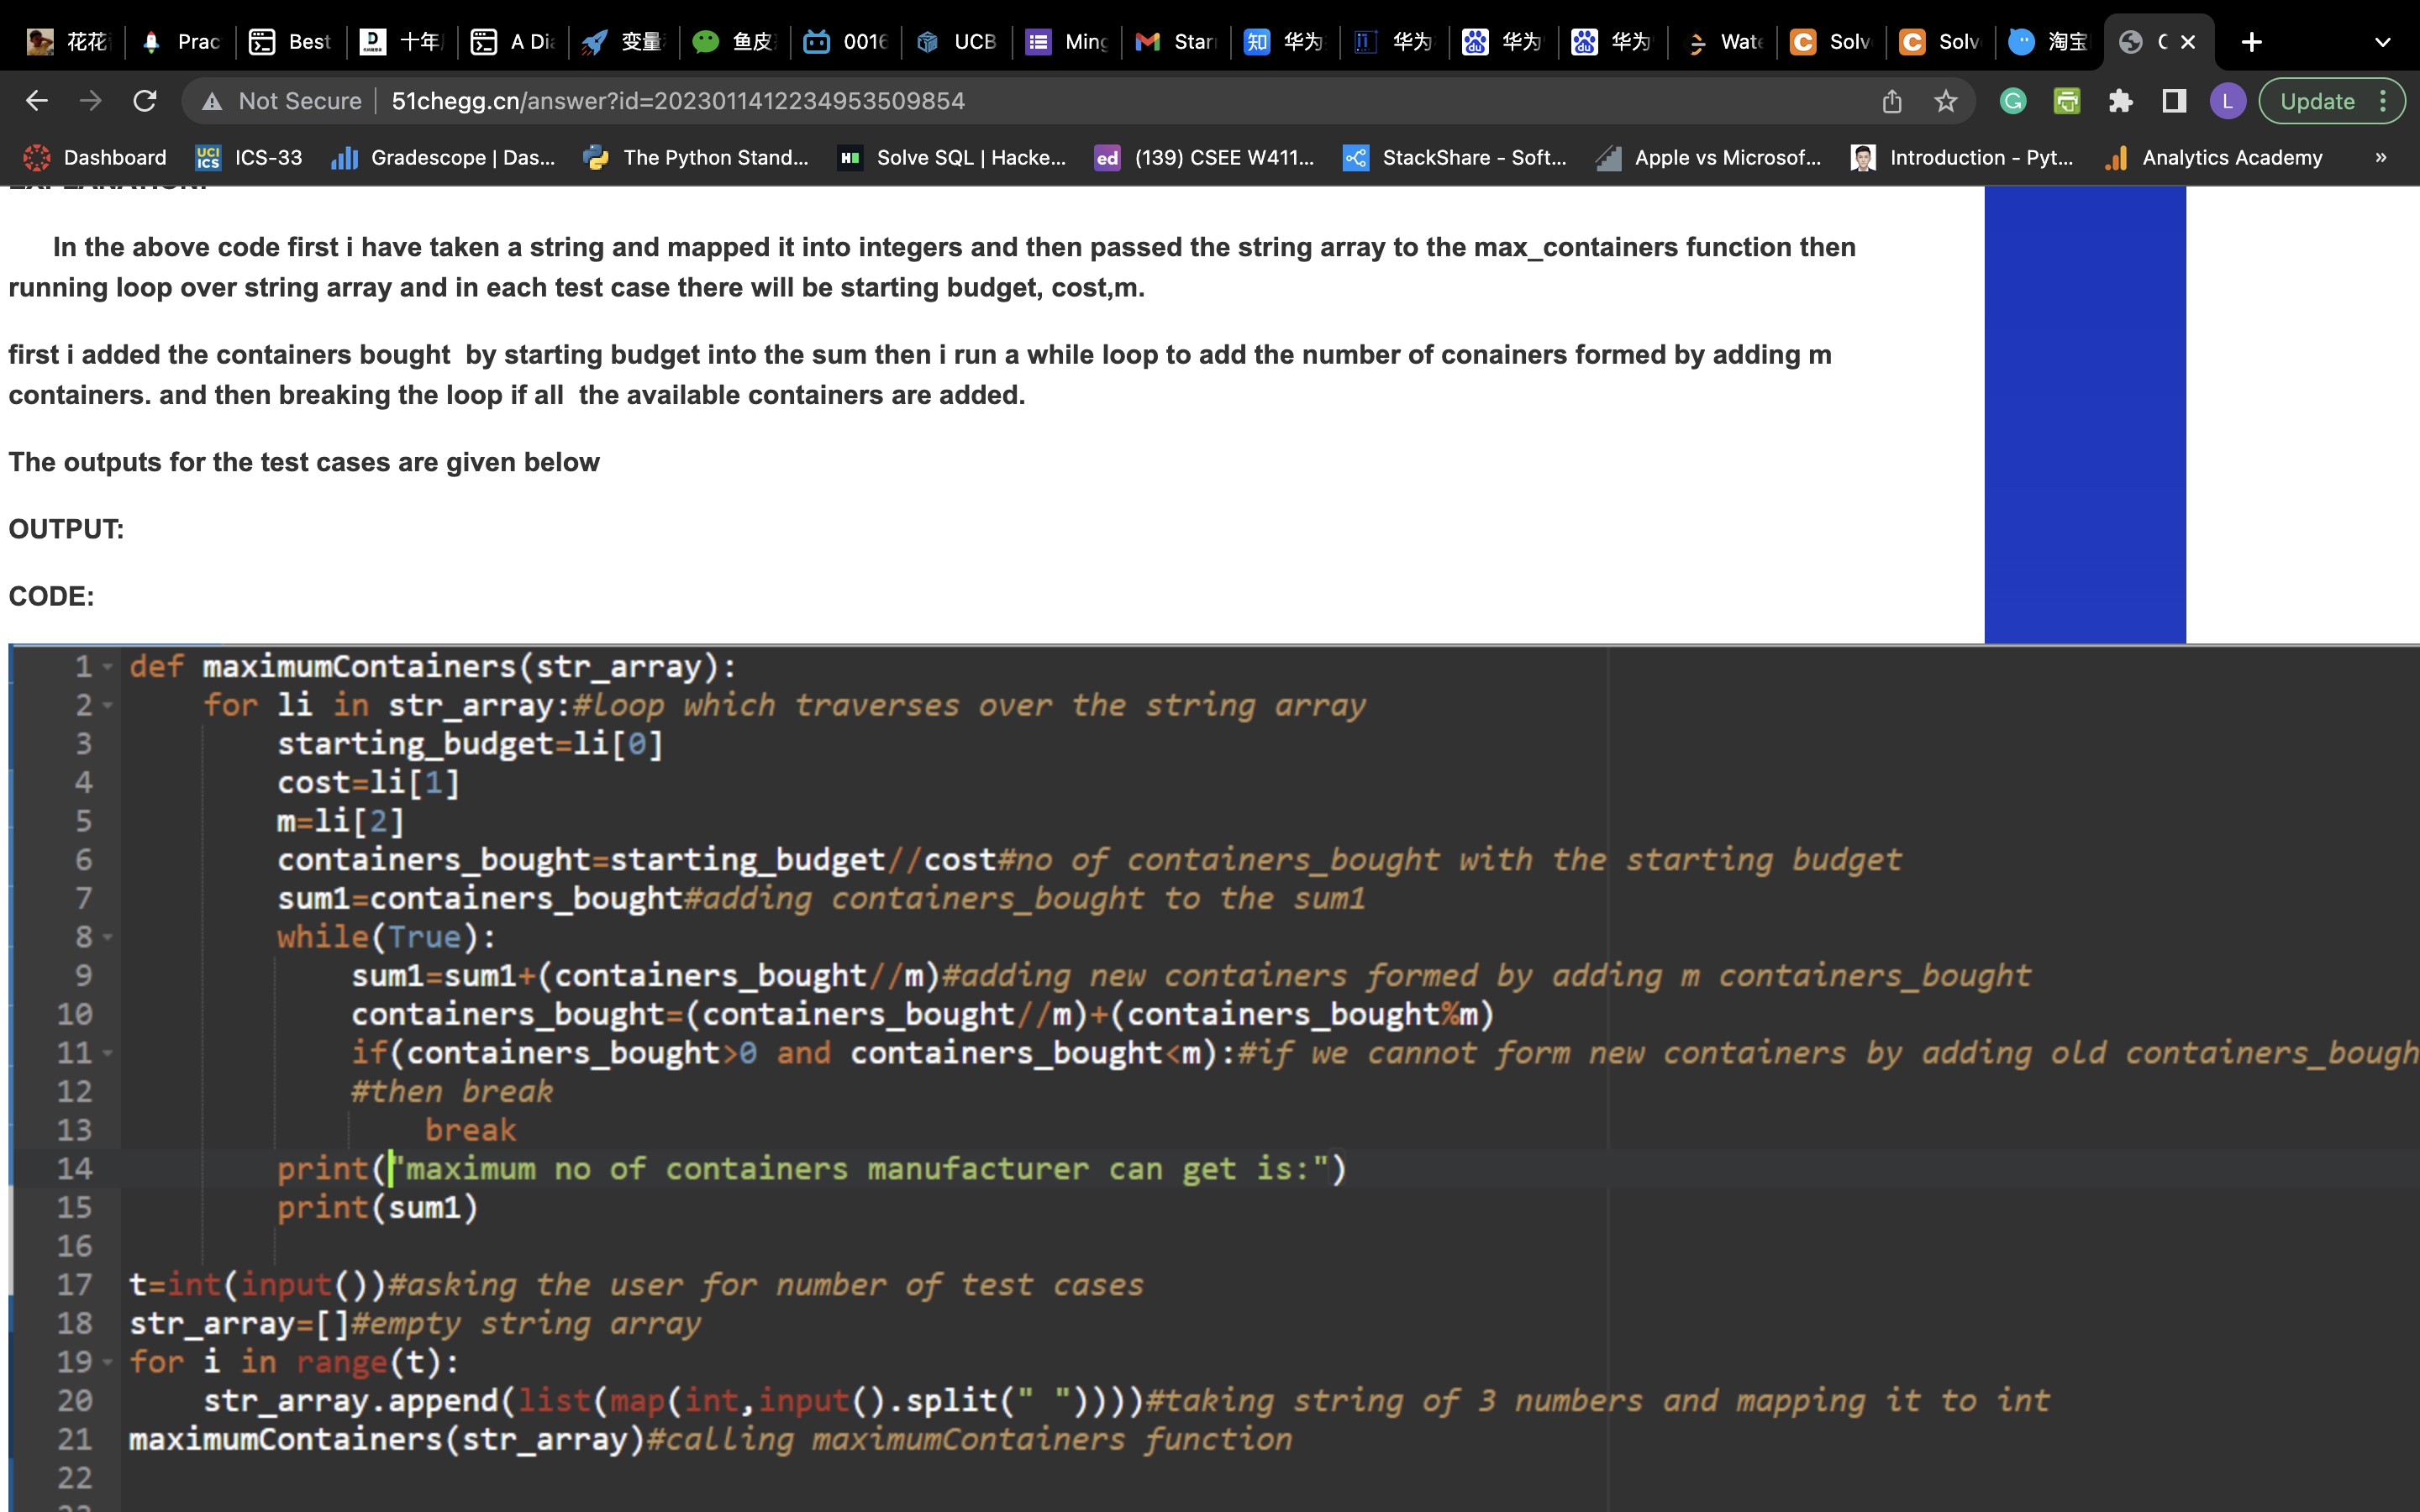 花花 Prac Best 十年 A Di 变量 鱼皮 0016 UCB Ming Star 知 华为 华为 du 华为 du 华为 Wate C Solv C Solv 淘宝 C
Not Secure 51chegg.cn/answer?id=2023011412234953509854 G L Update
Dashboard UCI ICS ICS-33 Gradescope | Das... The Python Stand... H Solve SQL | Hacke... ed (139) CSEE W411... StackShare - Soft... Apple vs Microsof... Introduction - Pyt... Analytics Academy »
In the above code first i have taken a string and mapped it into integers and then passed the string array to the max_containers function then
running loop over string array and in each test case there will be starting budget, cost,m.
first i added the containers bought  by starting budget into the sum then i run a while loop to add the number of conainers formed by adding m
containers. and then breaking the loop if all  the available containers are added.
The outputs for the test cases are given below
OUTPUT:
CODE:
1 def maximumContainers(str_array):
2     for li in str_array:#loop which traverses over the string array
3         starting_budget=li[0]
4         cost=li[1]
5         m=li[2]
6         containers_bought=starting_budget//cost#no of containers_bought with the starting budget
7         sum1=containers_bought#adding containers_bought to the sum1
8         while(True):
9             sum1=sum1+(containers_bought//m)#adding new containers formed by adding m containers_bought
10             containers_bought=(containers_bought//m)+(containers_bought%m)
11             if(containers_bought>0 and containers_bought<m):#if we cannot form new containers by adding old containers_bough
12             #then break
13                 break
14         print("maximum no of containers manufacturer can get is:")
15         print(sum1)
16
17 t=int(input())#asking the user for number of test cases
18 str_array=[]#empty string array
19 for i in range(t):
20     str_array.append(list(map(int,input().split(" "))))#taking string of 3 numbers and mapping it to int
21 maximumContainers(str_array)#calling maximumContainers function
22